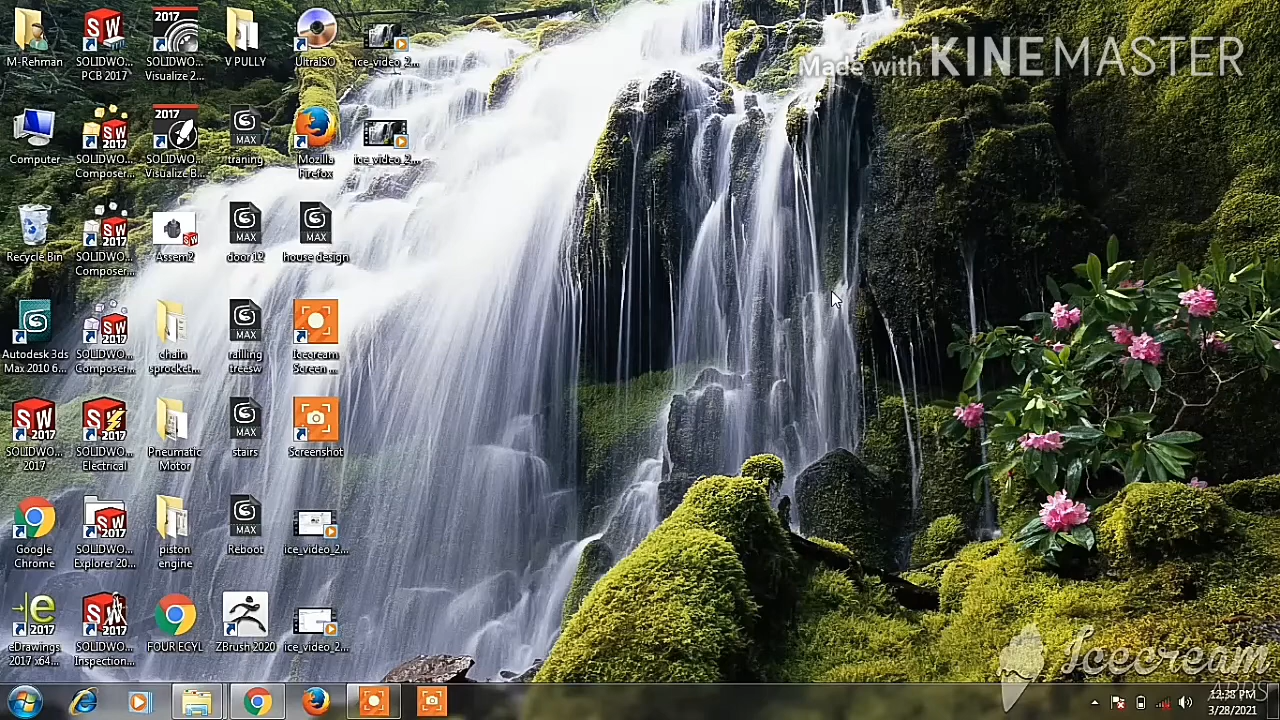 Made with KINEMASTER
M-Rehman
SOLIDWO...
PCB 2017
SOLIDWO...
Visualize 2...
V PULLY
UltraISO
ice_video_2...
Computer
SOLIDWO...
Composer...
SOLIDWO...
Visualize B...
traning
Mozilla
Firefox
ice_video_2...
Recycle Bin
SOLIDWO...
Composer...
Assem2
door 12
house design
Autodesk 3ds
Max 2010 6...
SOLIDWO...
Composer...
chain
sprocket...
raillling
treesw
Icecream
Screen ...
SOLIDWO...
2017
SOLIDWO...
Electrical
Pneumatic
Motor
stairs
Screenshot
Google
Chrome
SOLIDWO...
Explorer 20...
piston
engine
Reboot
ice_video_2...
eDrawings
2017 x64...
SOLIDWO...
Inspection...
FOUR ECYL
ZBrush 2020
ice_video_2...
Icecream
APPS
12:38 PM
3/28/2021